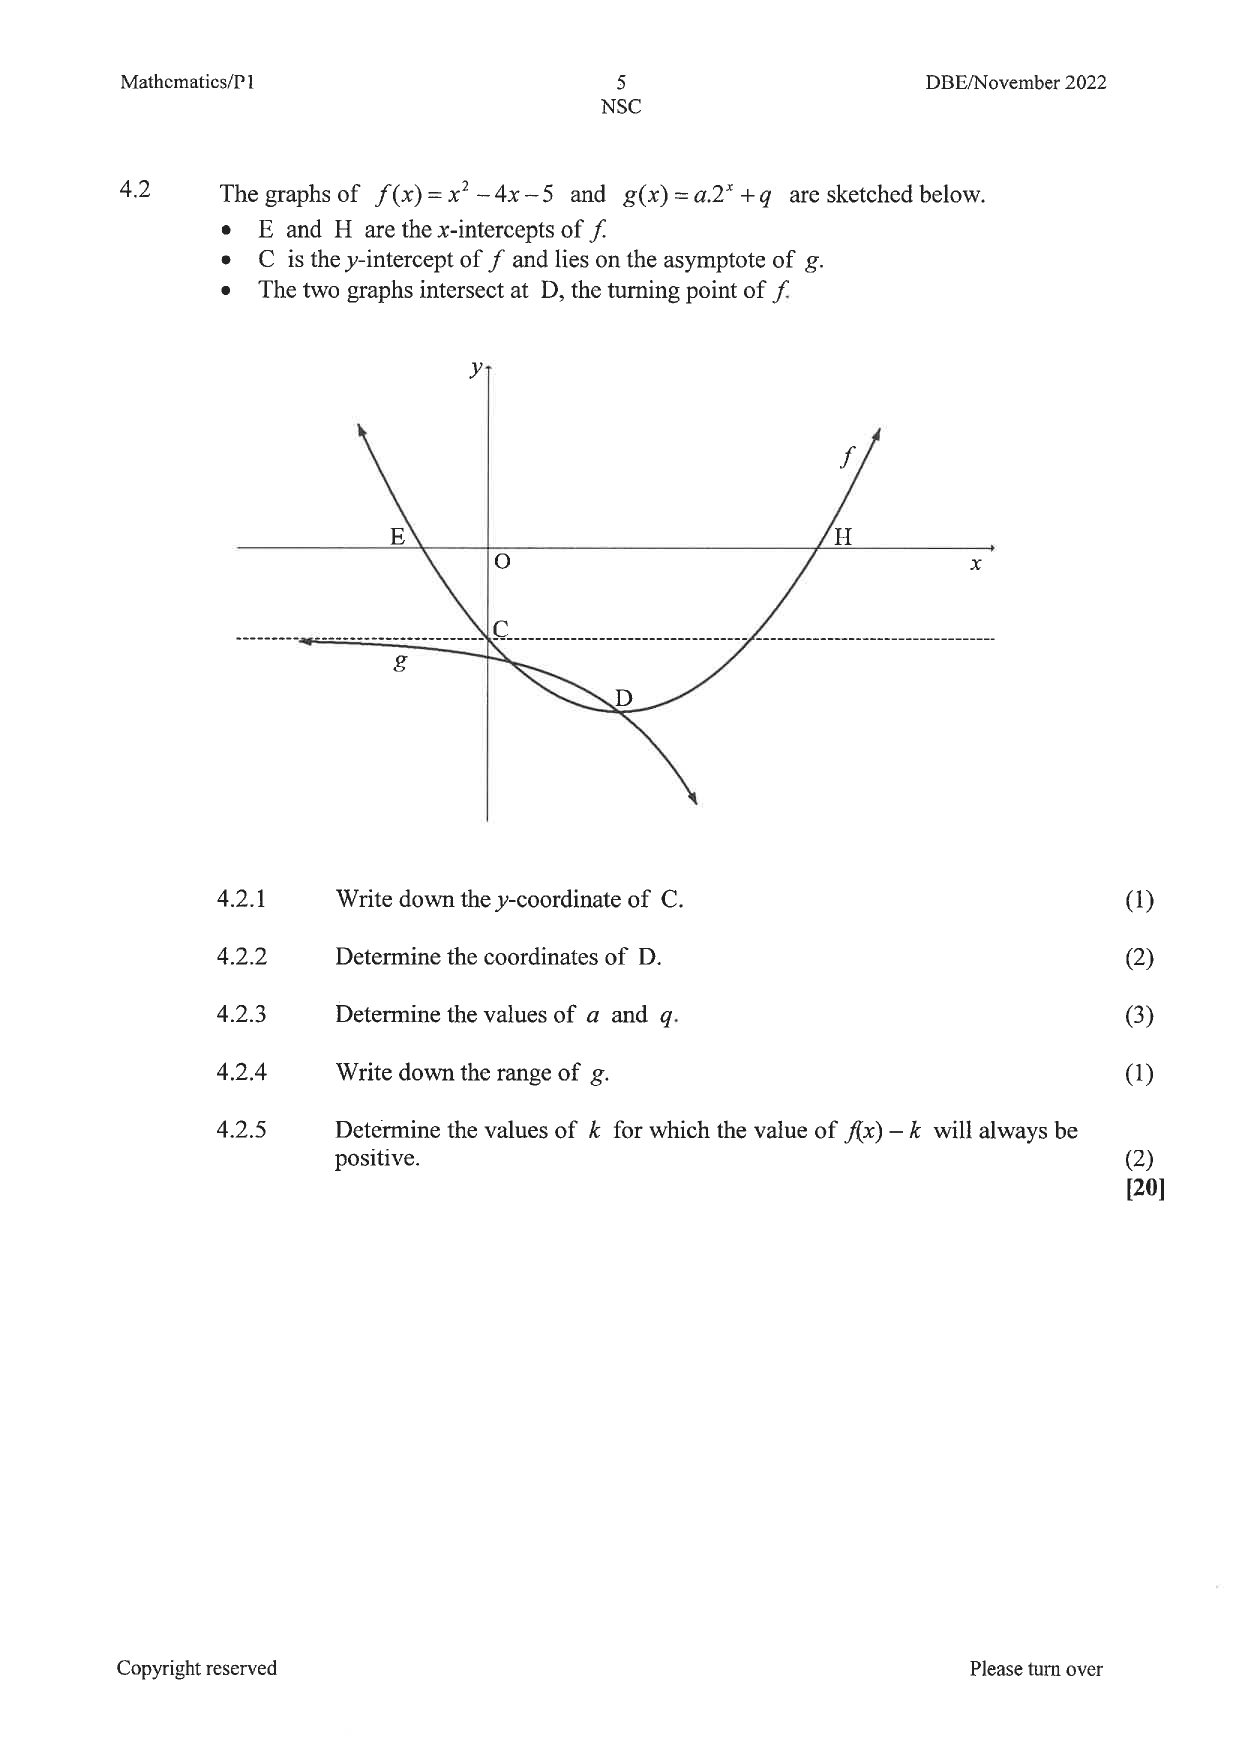 Mathematics/P1 5 DBE/November 2022
NSC
4.2 The graphs of f(x) = x² − 4x − 5 and g(x) = a.2ˣ + q are sketched below.
• E and H are the x-intercepts of f.
• C is the y-intercept of f and lies on the asymptote of g.
• The two graphs intersect at D, the turning point of f.
y
f
E H
O
x
C
g
D
4.2.1 Write down the y-coordinate of C. (1)
4.2.2 Determine the coordinates of D. (2)
4.2.3 Determine the values of a and q. (3)
4.2.4 Write down the range of g. (1)
4.2.5 Determine the values of k for which the value of f(x) − k will always be
positive. (2)
[20]
Copyright reserved Please turn over